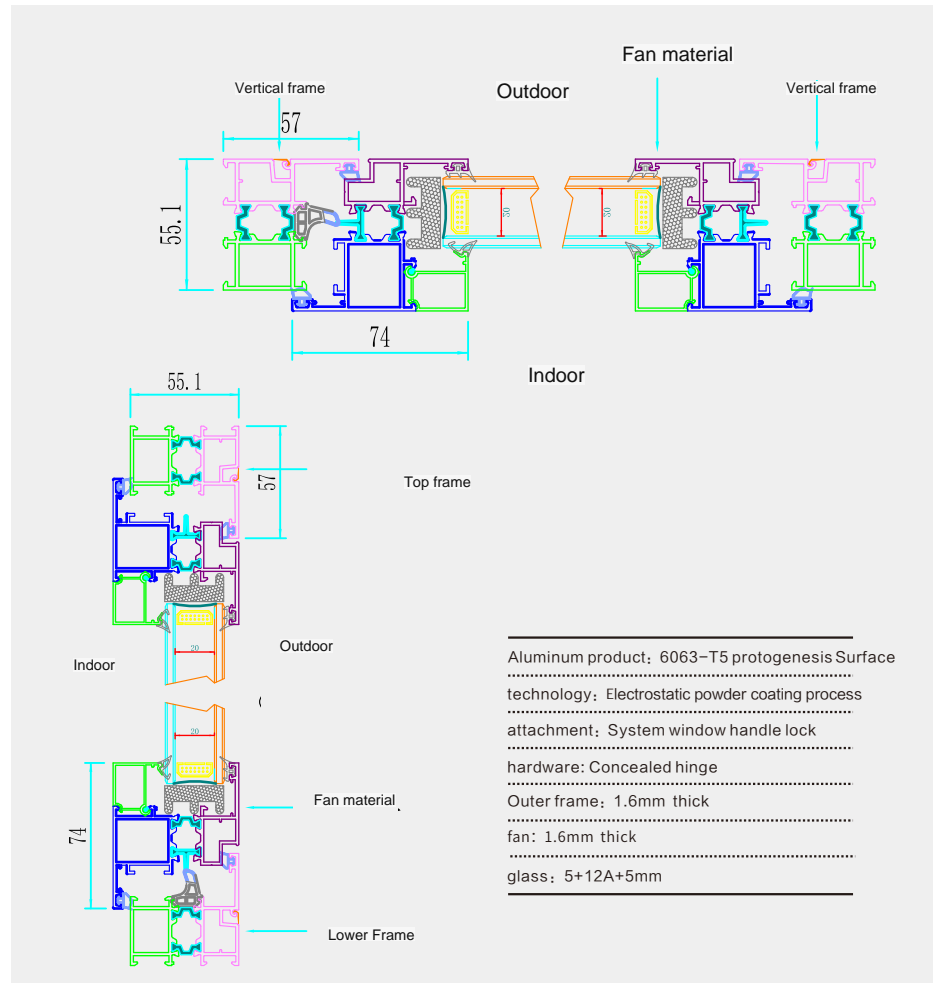 Fan material
Vertical frame
Outdoor
Vertical frame
57
55.1
30
30
74
Indoor
55.1
57
Top frame
20
Outdoor
Indoor
20
Fan material
74
Lower Frame
Aluminum product: 6063-T5 protogenesis Surface
technology: Electrostatic powder coating process
attachment: System window handle lock
hardware: Concealed hinge
Outer frame: 1.6mm thick
fan: 1.6mm thick
glass: 5+12A+5mm